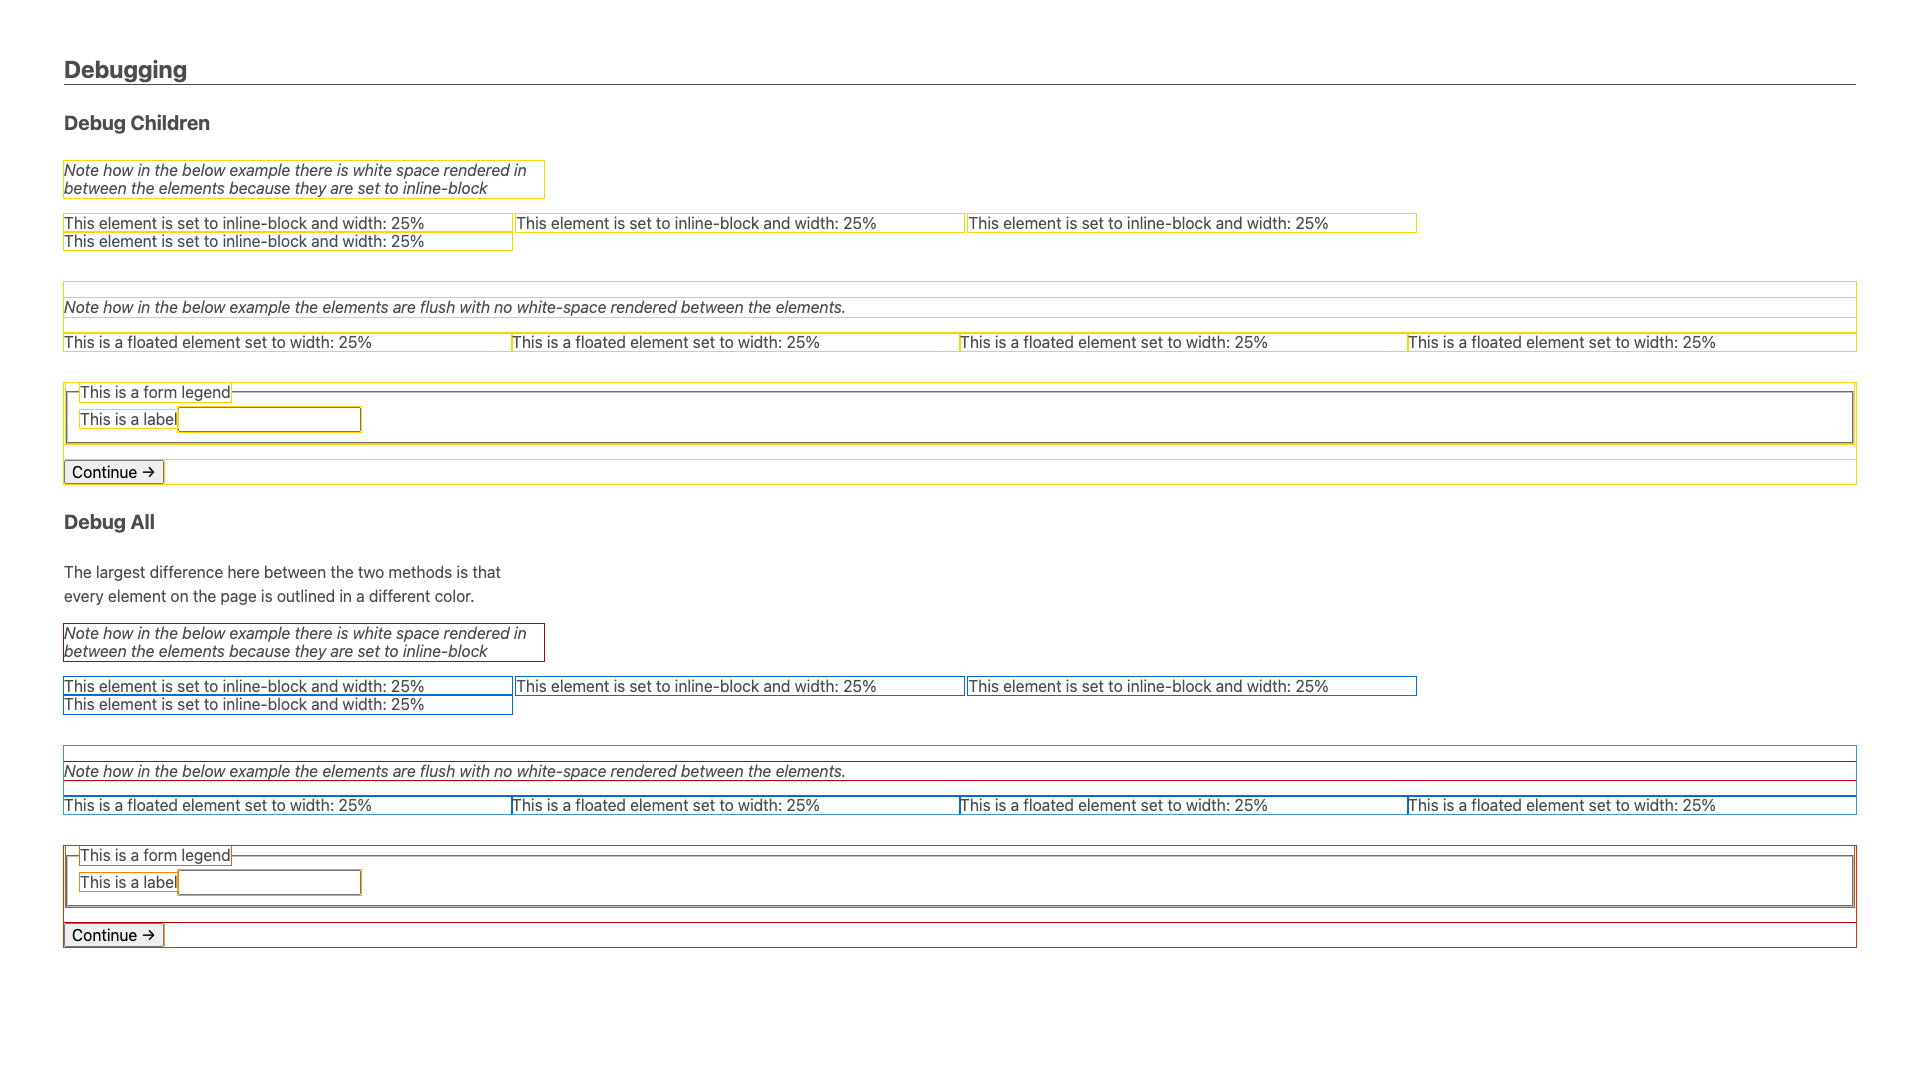 Debugging
Debug Children
Note how in the below example there is white space rendered in
between the elements because they are set to inline-block
This element is set to inline-block and width: 25% This element is set to inline-block and width: 25% This element is set to inline-block and width: 25%
This element is set to inline-block and width: 25%
Note how in the below example the elements are flush with no white-space rendered between the elements.
This is a floated element set to width: 25% This is a floated element set to width: 25% This is a floated element set to width: 25% This is a floated element set to width: 25%
This is a form legend
This is a label
Continue →
Debug All
The largest difference here between the two methods is that
every element on the page is outlined in a different color.
Note how in the below example there is white space rendered in
between the elements because they are set to inline-block
This element is set to inline-block and width: 25% This element is set to inline-block and width: 25% This element is set to inline-block and width: 25%
This element is set to inline-block and width: 25%
Note how in the below example the elements are flush with no white-space rendered between the elements.
This is a floated element set to width: 25% This is a floated element set to width: 25% This is a floated element set to width: 25% This is a floated element set to width: 25%
This is a form legend
This is a label
Continue →